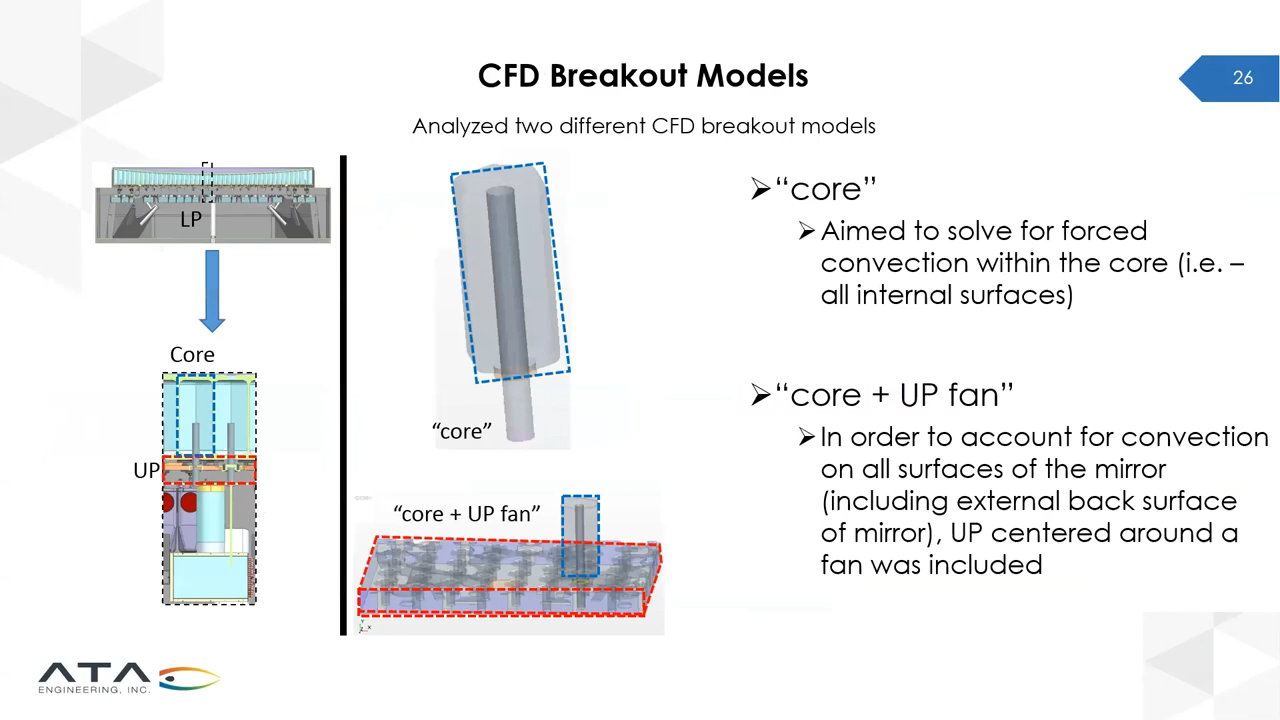 CFD Breakout Models
26
Analyzed two different CFD breakout models
LP
Core
UP
“core”
“core + UP fan”
➢“core”
➢Aimed to solve for forced
convection within the core (i.e. –
all internal surfaces)
➢“core + UP fan”
➢In order to account for convection
on all surfaces of the mirror
(including external back surface
of mirror), UP centered around a
fan was included
ATA
ENGINEERING, INC.